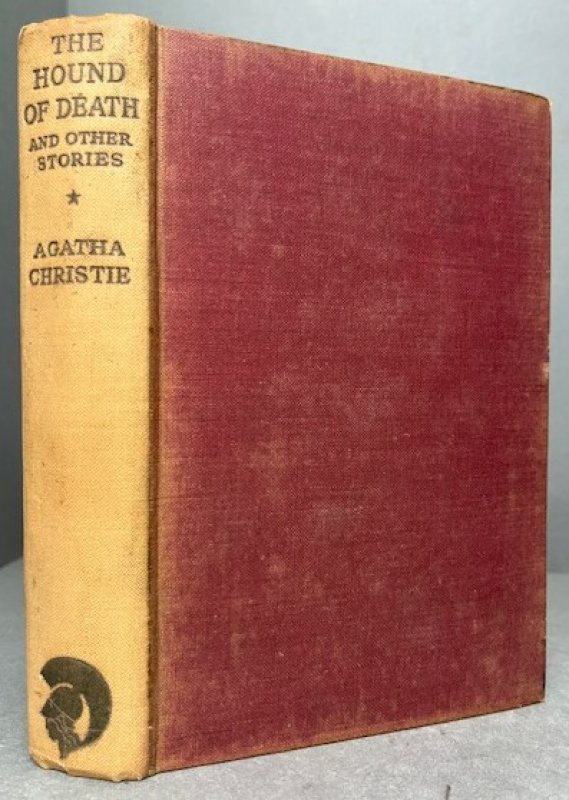 THE
HOUND
OF DEATH
AND OTHER
STORIES
★
AGATHA
CHRISTIE